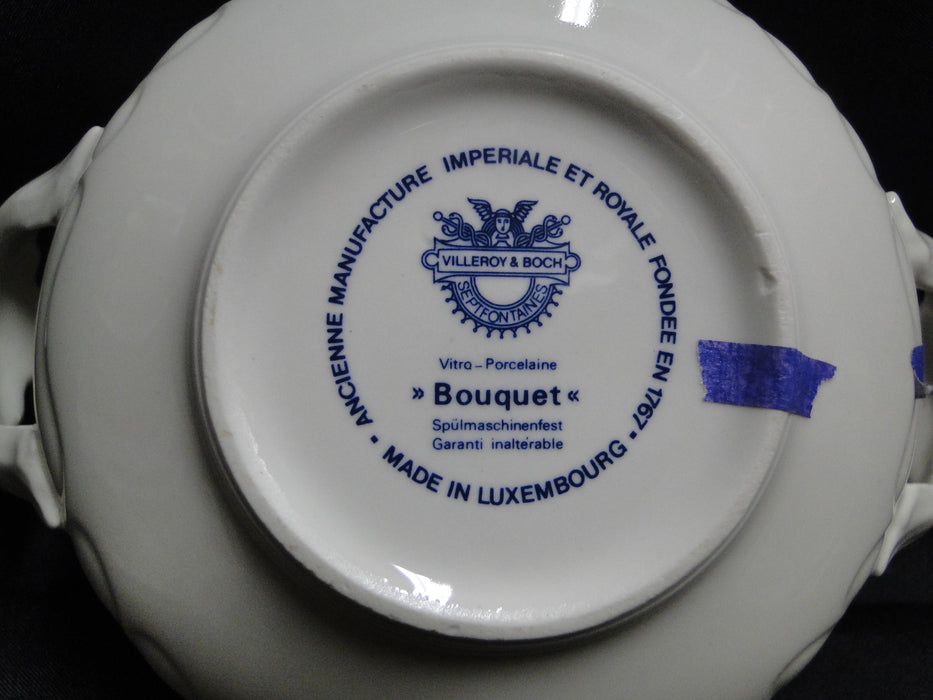 ANCIENNE MANUFACTURE IMPERIALE ET ROYALE FONDEE EN 1767 · MADE IN LUXEMBOURG ·
VILLEROY & BOCH
SEPTFONTAINES
Vitro-Porcelaine
» Bouquet «
Spülmaschinenfest
Garanti inaltérable